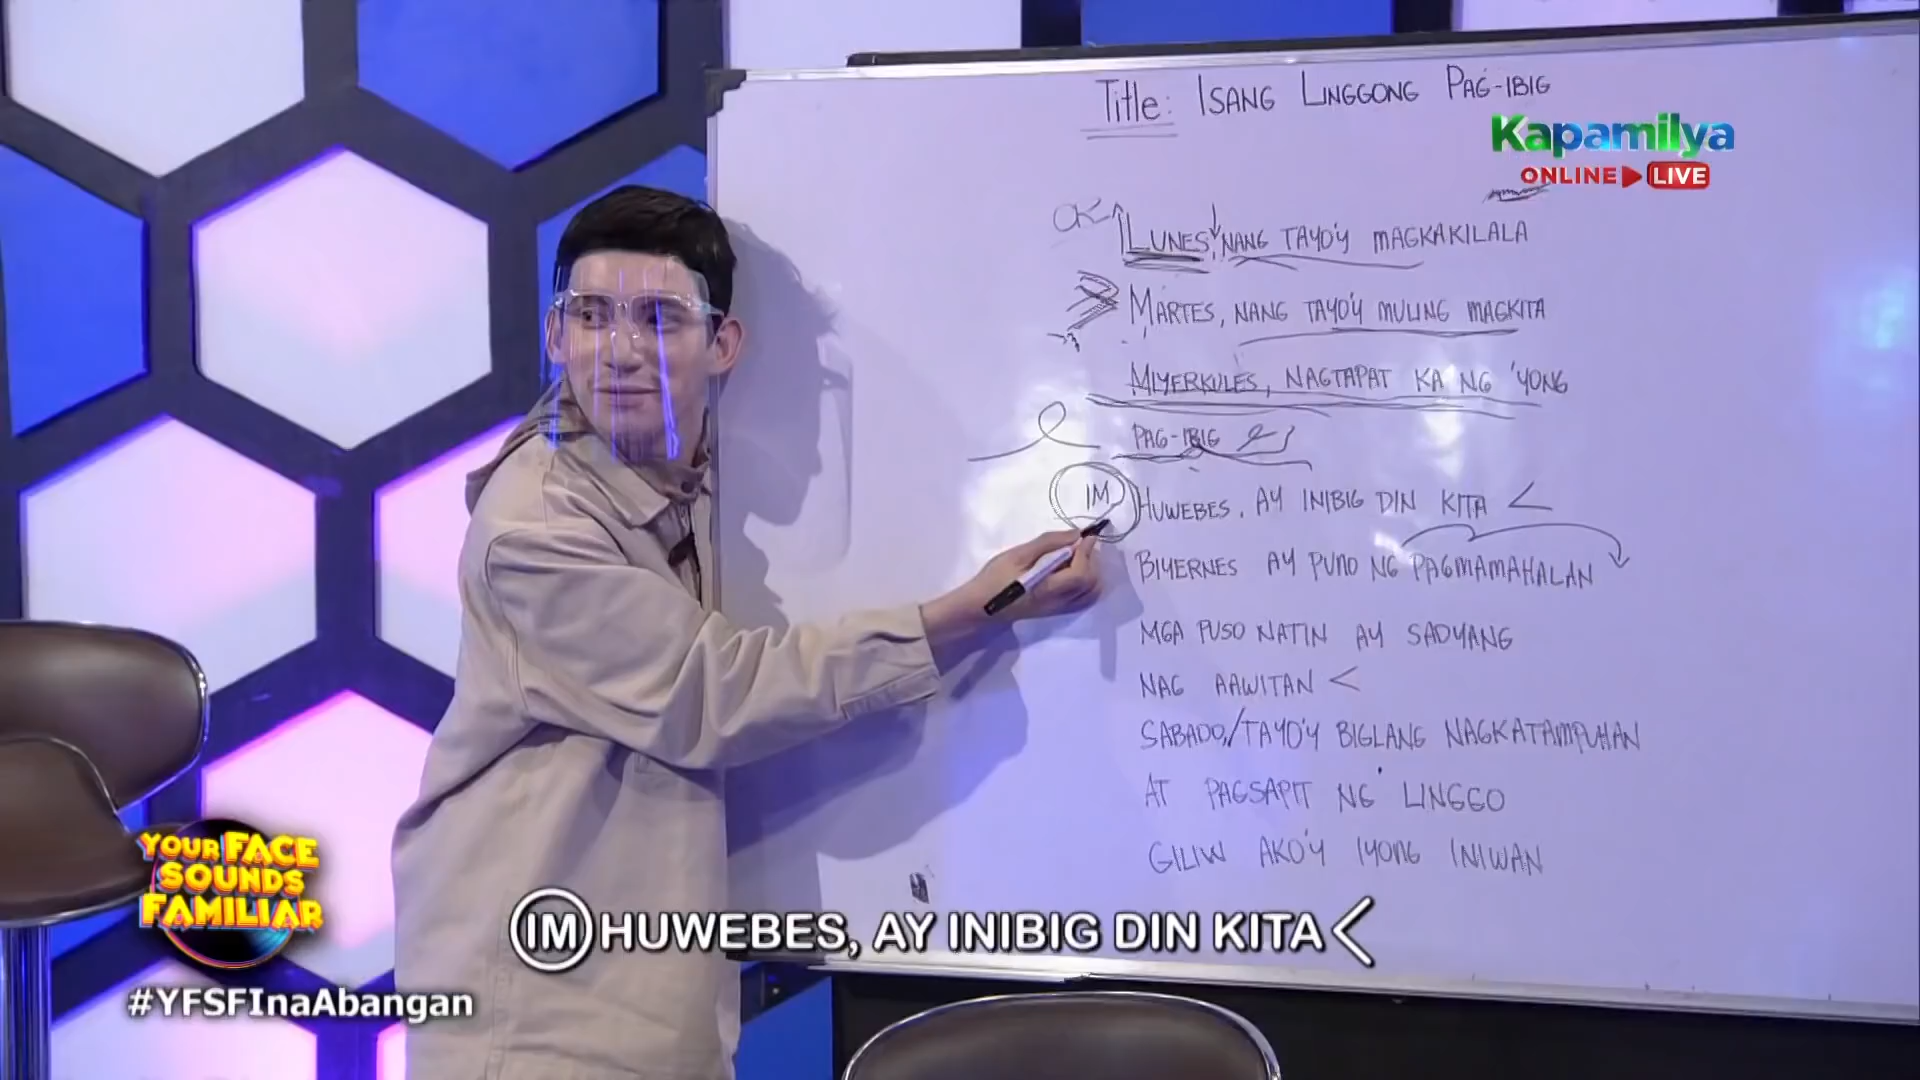 Title: ISANG LINGGONG PAG-IBIG
Kapamilya
ONLINE LIVE
OK LUNES, NANG TAYO'Y MAGKAKILALA
MARTES, NANG TAYO'Y MULING MAGKITA
MIYERKULES, NAGTAPAT KA NG 'YONG
PAG-IBIG
IM HUWEBES, AY INIBIG DIN KITA <
BIYERNES AY PUNO NG PAGMAMAHALAN
MGA PUSO NATIN AY SADYANG
NAG AAWITAN <
SABADO,/TAYO'Y BIGLANG NAGKATAMPUHAN
AT PAGSAPIT NG LINGGO
GILIW AKO'Y IYONG INIWAN
YOUR FACE
SOUNDS
FAMILIAR
IM HUWEBES, AY INIBIG DIN KITA <
#YFSFInaAbangan